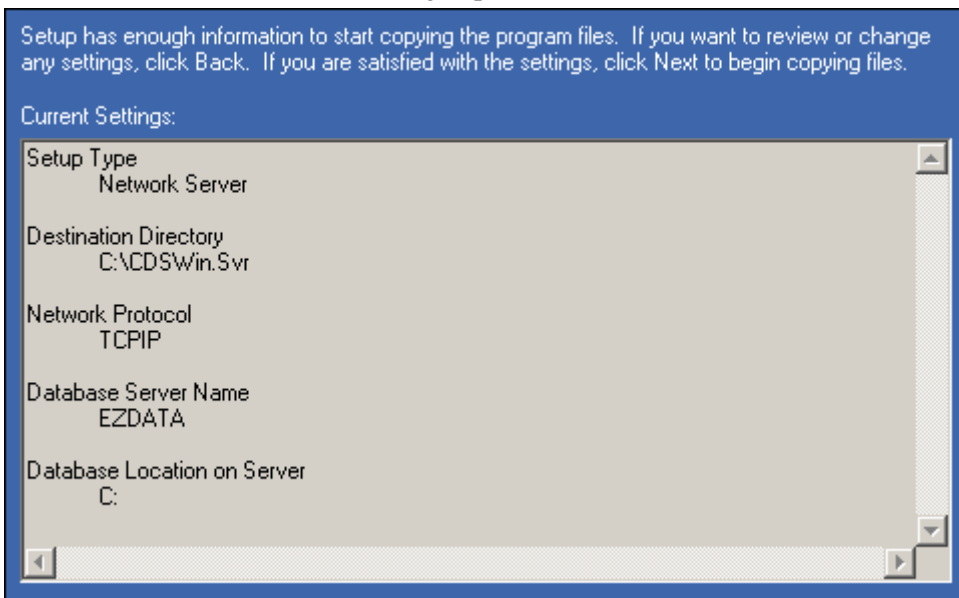 Setup has enough information to start copying the program files.  If you want to review or change
any settings, click Back.  If you are satisfied with the settings, click Next to begin copying files.
Current Settings:
Setup Type
Network Server
Destination Directory
C:\CDSWin.Svr
Network Protocol
TCPIP
Database Server Name
EZDATA
Database Location on Server
C: